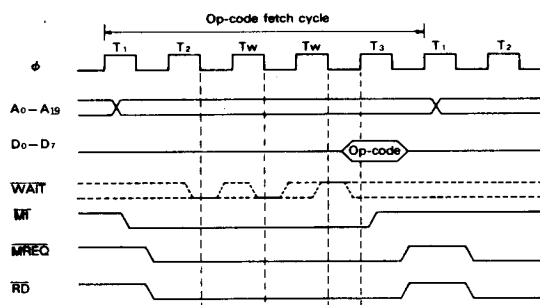 Op-code fetch cycle
T1 T2 Tw Tw T3 T1 T2
ϕ
A0–A19
D0–D7
Op-code
WAIT
M1
MREQ
RD